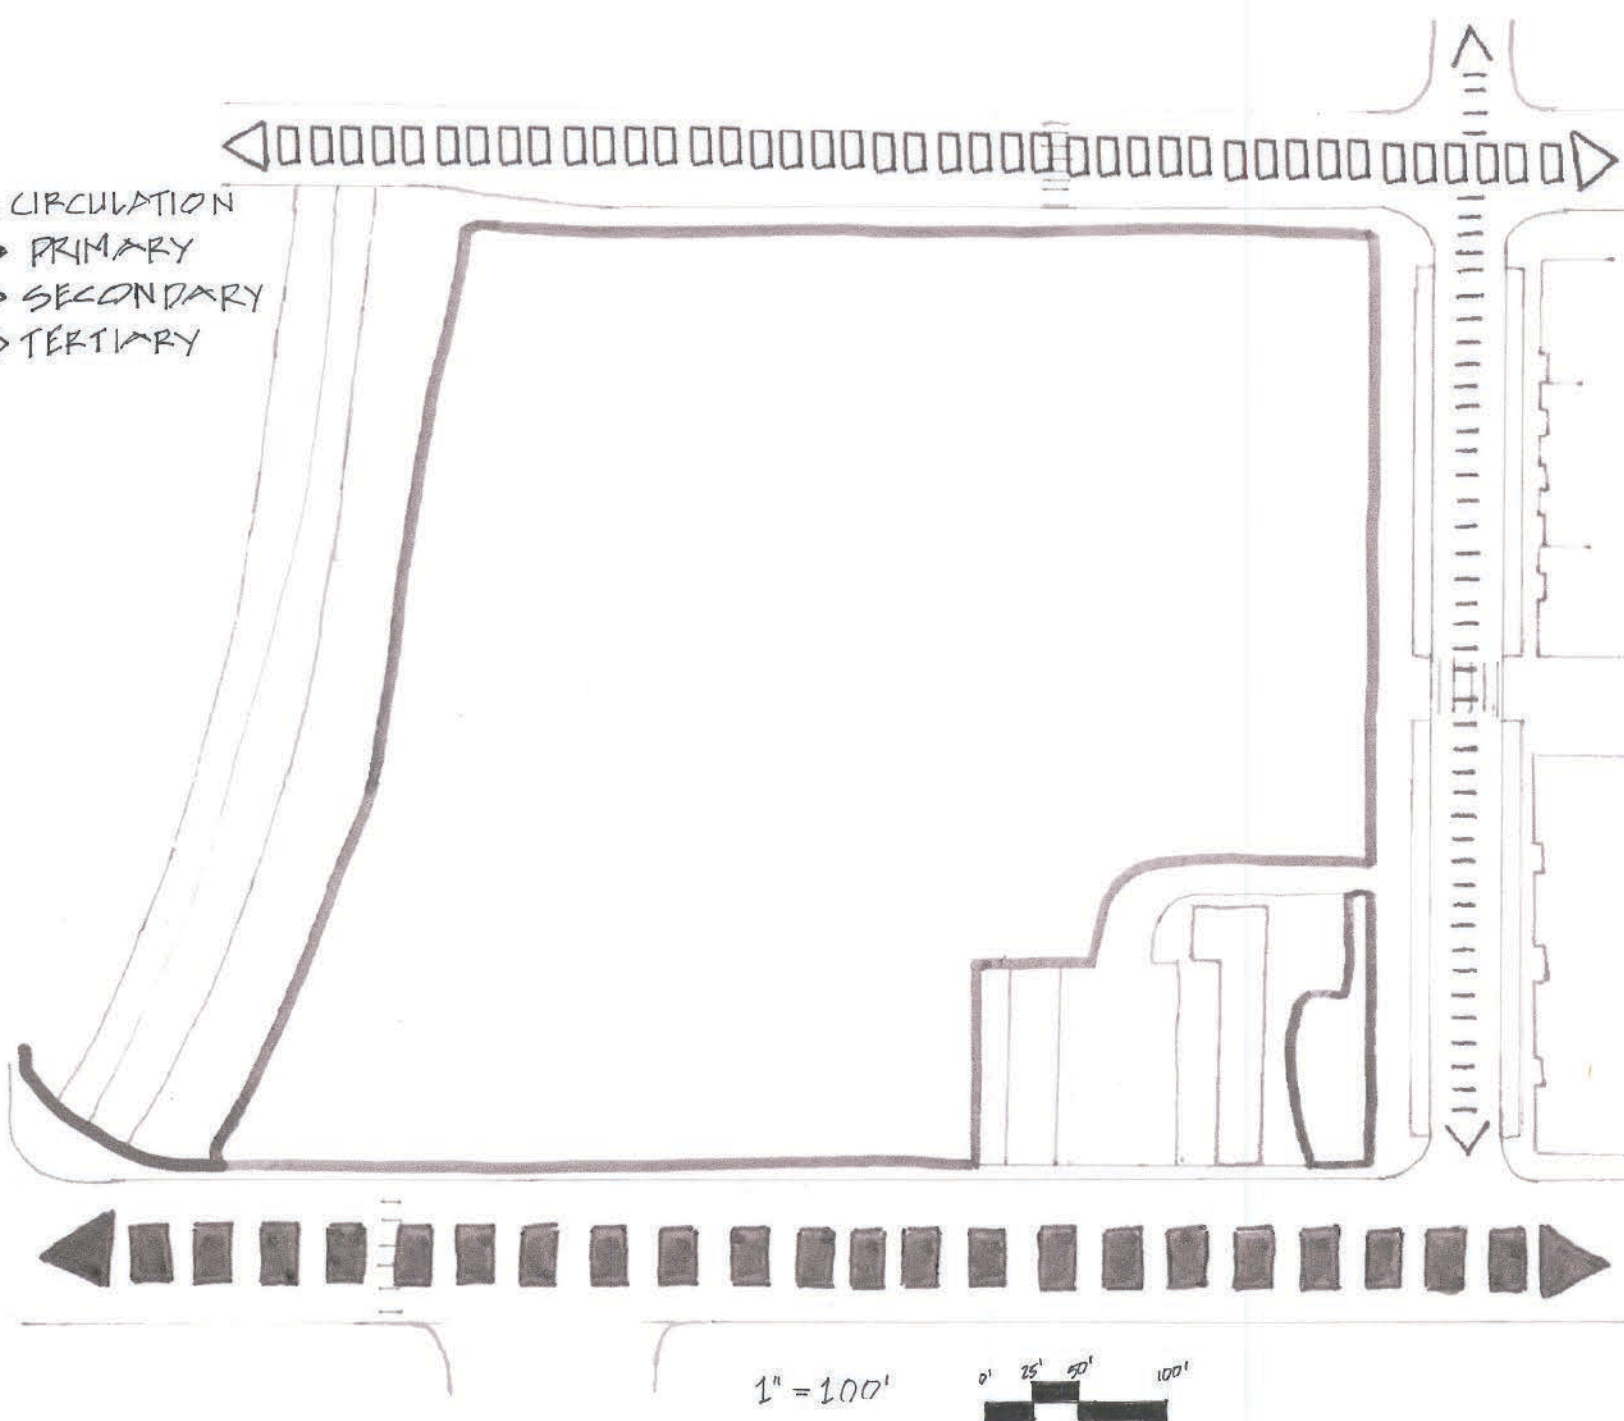 CIRCULATION
PRIMARY
SECONDARY
TERTIARY
1" = 100'
0' 25' 50' 100'